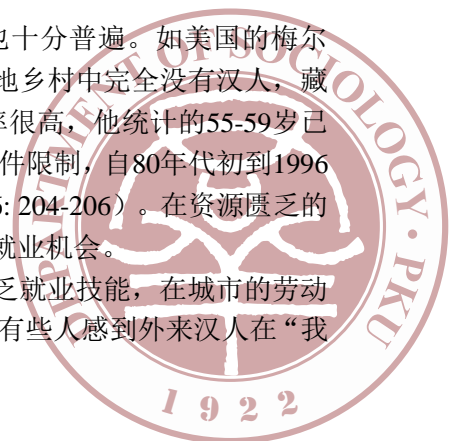 也十分普遍。如美国的梅尔
地乡村中完全没有汉人，藏
率很高，他统计的55-59岁已
件限制，自80年代初到1996
: 204-206）。在资源匮乏的
就业机会。
乏就业技能，在城市的劳动
有些人感到外来汉人在“我
DEPARTMENT OF SOCIOLOGY · PKU
1922